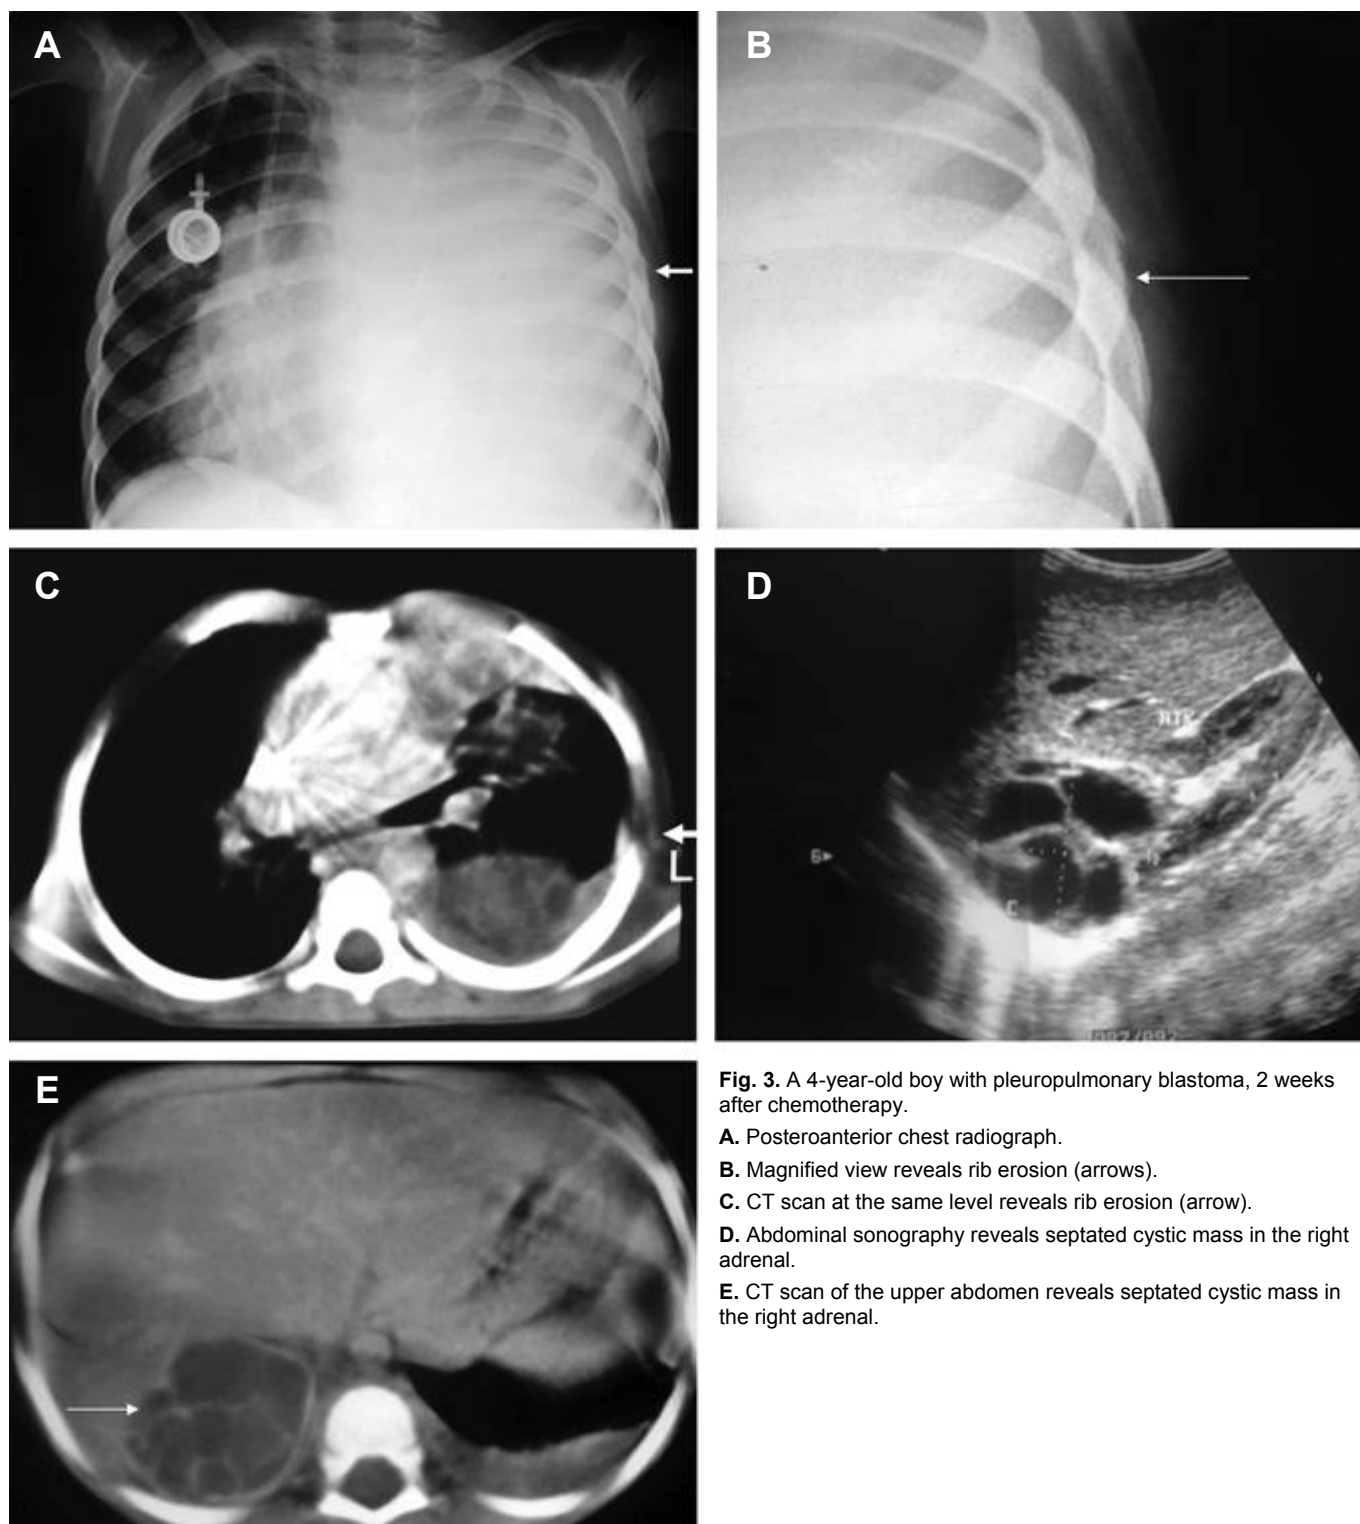 A
B
C
L
D
RTK
C
E
Fig. 3. A 4-year-old boy with pleuropulmonary blastoma, 2 weeks
after chemotherapy.
A. Posteroanterior chest radiograph.
B. Magnified view reveals rib erosion (arrows).
C. CT scan at the same level reveals rib erosion (arrow).
D. Abdominal sonography reveals septated cystic mass in the right
adrenal.
E. CT scan of the upper abdomen reveals septated cystic mass in
the right adrenal.